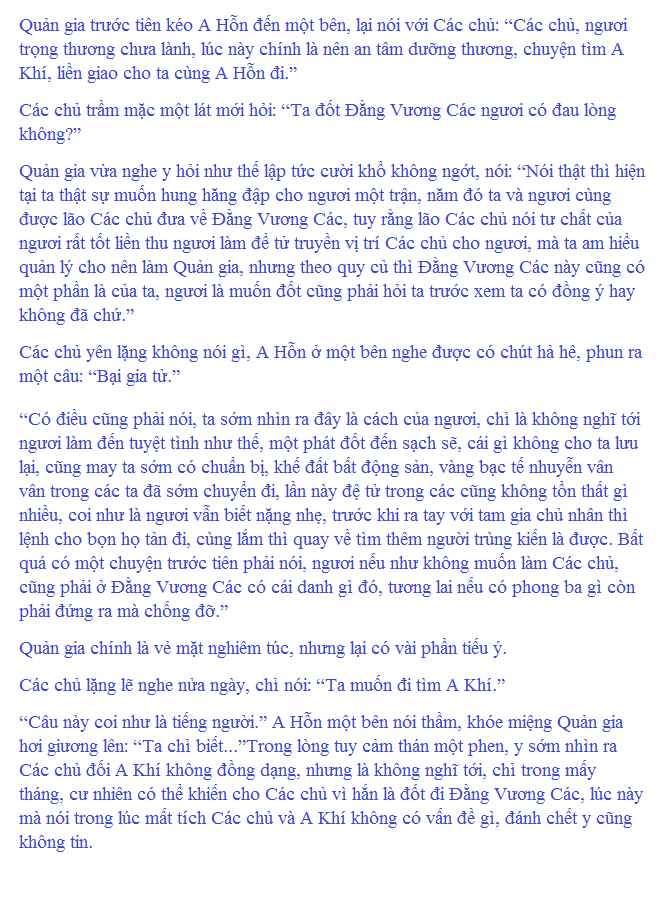 Quản gia trước tiên kéo A Hỗn đến một bên, lại nói với Các chủ: “Các chủ, ngươi
trọng thương chưa lành, lúc này chính là nên an tâm dưỡng thương, chuyện tìm A
Khí, liền giao cho ta cùng A Hỗn đi.”
Các chủ trầm mặc một lát mới hỏi: “Ta đốt Đằng Vương Các ngươi có đau lòng
không?”
Quản gia vừa nghe y hỏi như thế lập tức cười khổ không ngớt, nói: “Nói thật thì hiện
tại ta thật sự muốn hung hăng đập cho ngươi một trận, năm đó ta và ngươi cùng
được lão Các chủ đưa về Đằng Vương Các, tuy rằng lão Các chủ nói tư chất của
ngươi rất tốt liền thu ngươi làm đề tử truyền vị trí Các chủ cho ngươi, mà ta am hiểu
quản lý cho nên làm Quản gia, nhưng theo quy củ thì Đằng Vương Các này cũng có
một phần là của ta, ngươi là muốn đốt cũng phải hỏi ta trước xem ta có đồng ý hay
không đã chứ.”
Các chủ yên lặng không nói gì, A Hỗn ở một bên nghe được có chút hả hê, phun ra
một câu: “Bại gia tử.”
“Có điều cũng phải nói, ta sớm nhìn ra đây là cách của ngươi, chỉ là không nghĩ tới
ngươi làm đến tuyệt tình như thế, một phát đốt đến sạch sẽ, cái gì không cho ta lưu
lại, cũng may ta sớm có chuẩn bị, khế đất bất động sản, vàng bạc tế nhuyễn vân
vân trong các ta đã sớm chuyển đi, lần này đệ tử trong các cũng không tổn thất gì
nhiều, coi như là ngươi vẫn biết nặng nhẹ, trước khi ra tay với tam gia chủ nhân thì
lệnh cho bọn họ tản đi, cùng lắm thì quay về tìm thêm người trùng kiến là được. Bất
quá có một chuyện trước tiên phải nói, ngươi nếu như không muốn làm Các chủ,
cũng phải ở Đằng Vương Các có cái danh gì đó, tương lai nếu có phong ba gì còn
phải đứng ra mà chống đỡ.”
Quản gia chính là vẻ mặt nghiêm túc, nhưng lại có vài phần tiếu ý.
Các chủ lặng lẽ nghe nửa ngày, chỉ nói: “Ta muốn đi tìm A Khí.”
“Câu này coi như là tiếng người.” A Hỗn một bên nói thầm, khóe miệng Quản gia
hơi giương lên: “Ta chỉ biết...”Trong lòng tuy cảm thán một phen, y sớm nhìn ra
Các chủ đối A Khí không đồng dạng, nhưng là không nghĩ tới, chỉ trong mấy
tháng, cư nhiên có thể khiến cho Các chủ vì hắn là đốt đi Đằng Vương Các, lúc này
mà nói trong lúc mất tích Các chủ và A Khí không có vấn đề gì, đánh chết y cũng
không tin.